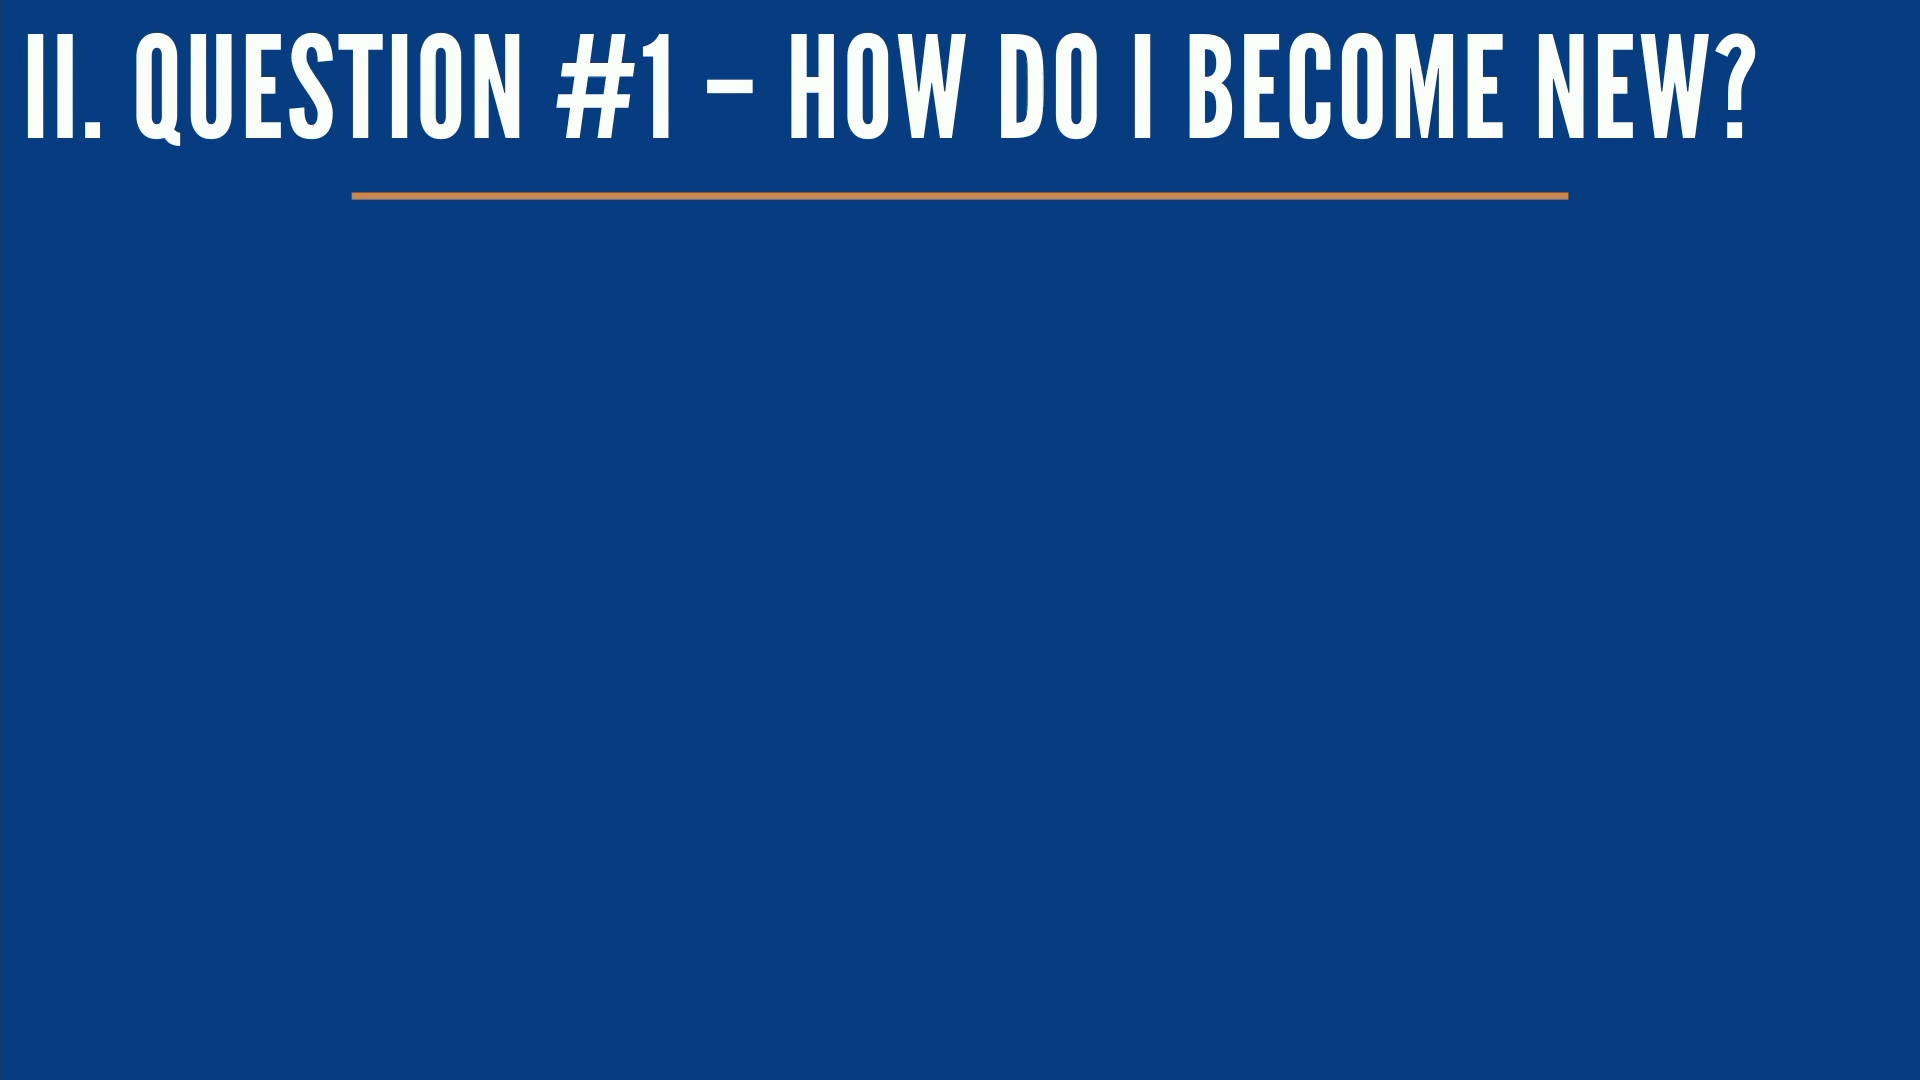 II. QUESTION #1 – HOW DO I BECOME NEW?